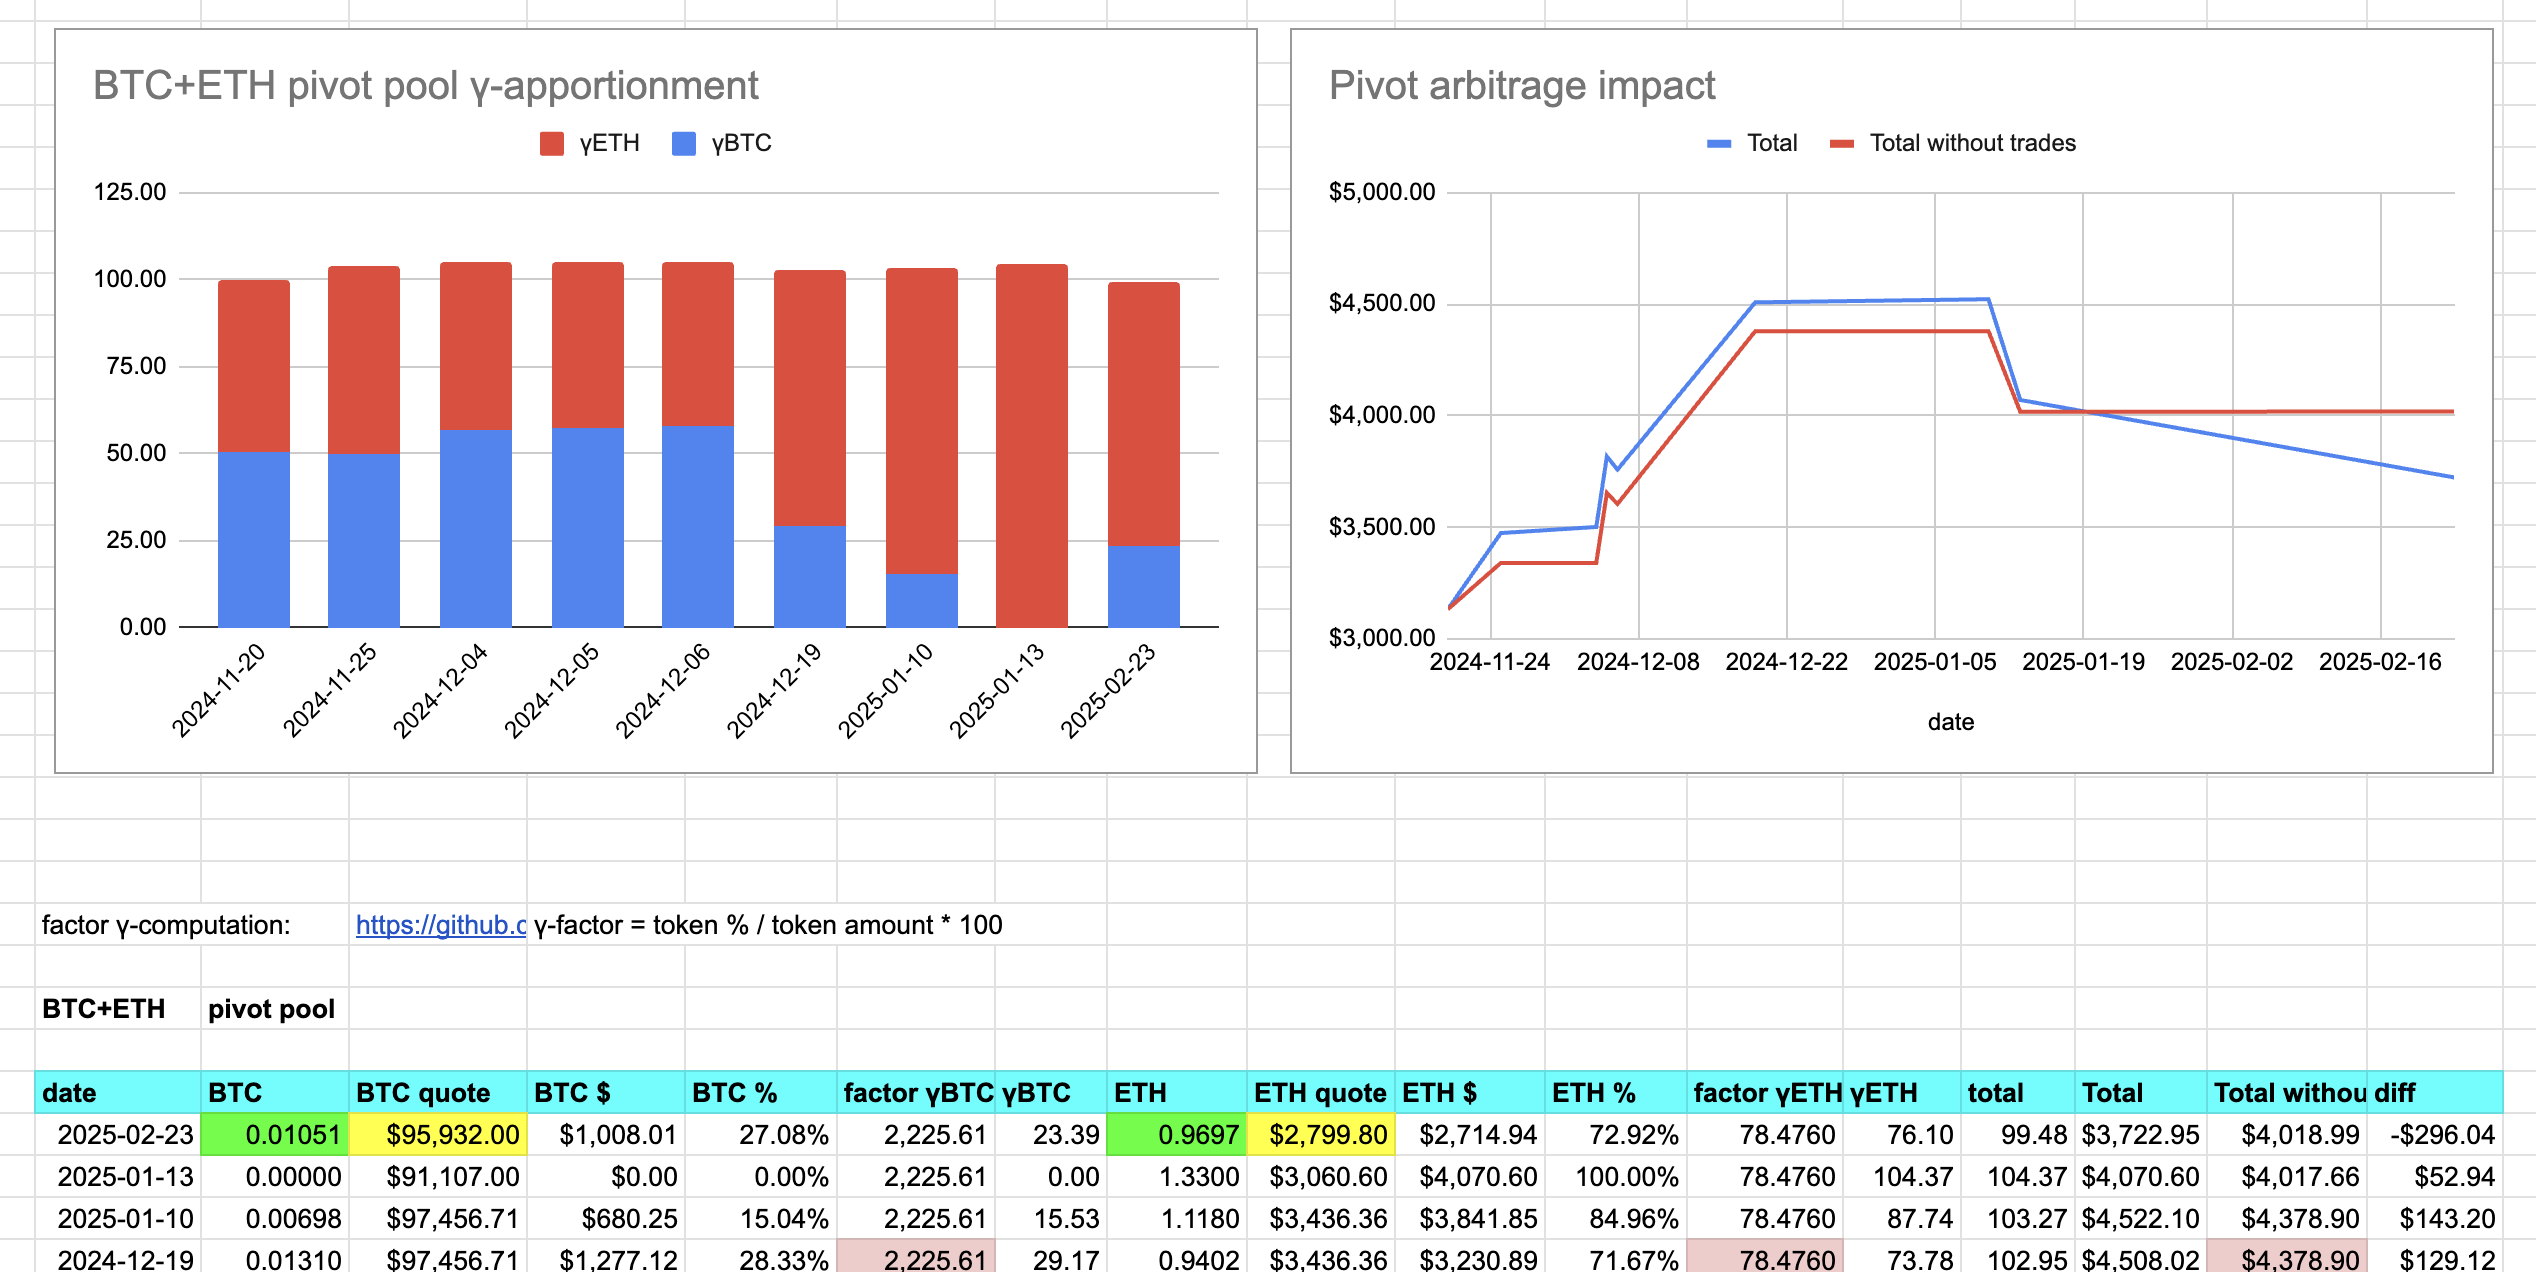 BTC+ETH pivot pool γ-apportionment
γETH γBTC
125.00
100.00
75.00
50.00
25.00
0.00
2024-11-20 2024-11-25 2024-12-04 2024-12-05 2024-12-06 2024-12-19 2025-01-10 2025-01-13 2025-02-23
Pivot arbitrage impact
Total Total without trades
$5,000.00
$4,500.00
$4,000.00
$3,500.00
$3,000.00
2024-11-24 2024-12-08 2024-12-22 2025-01-05 2025-01-19 2025-02-02 2025-02-16
date
factor γ-computation: https://github.c γ-factor = token % / token amount * 100
BTC+ETH pivot pool
date BTC BTC quote BTC $ BTC % factor γBTC γBTC ETH ETH quote ETH $ ETH % factor γETH γETH total Total Total withou diff
2025-02-23 0.01051 $95,932.00 $1,008.01 27.08% 2,225.61 23.39 0.9697 $2,799.80 $2,714.94 72.92% 78.4760 76.10 99.48 $3,722.95 $4,018.99 -$296.04
2025-01-13 0.00000 $91,107.00 $0.00 0.00% 2,225.61 0.00 1.3300 $3,060.60 $4,070.60 100.00% 78.4760 104.37 104.37 $4,070.60 $4,017.66 $52.94
2025-01-10 0.00698 $97,456.71 $680.25 15.04% 2,225.61 15.53 1.1180 $3,436.36 $3,841.85 84.96% 78.4760 87.74 103.27 $4,522.10 $4,378.90 $143.20
2024-12-19 0.01310 $97,456.71 $1,277.12 28.33% 2,225.61 29.17 0.9402 $3,436.36 $3,230.89 71.67% 78.4760 73.78 102.95 $4,508.02 $4,378.90 $129.12